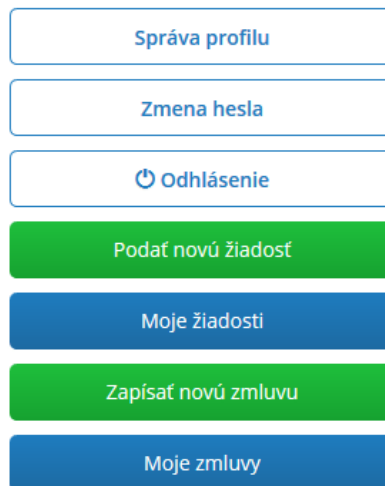 Správa profilu
Zmena hesla
Odhlásenie
Podať novú žiadosť
Moje žiadosti
Zapísať novú zmluvu
Moje zmluvy